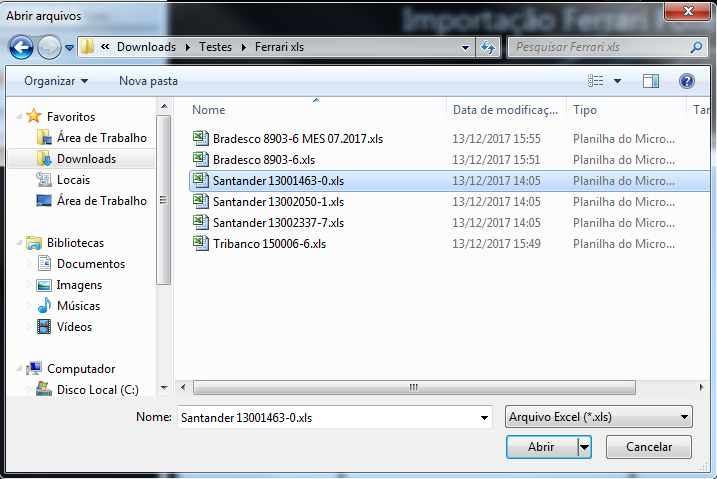 Abrir arquivos
Importação Ferrari
« Downloads Testes Ferrari xls
Pesquisar Ferrari xls
Organizar Nova pasta
Nome Data de modificaç... Tipo Tar
Favoritos
Área de Trabalho
Downloads
Locais
Área de Trabalho
Bibliotecas
Documentos
Imagens
Músicas
Vídeos
Computador
Disco Local (C:)
Bradesco 8903-6 MES 07.2017.xls 13/12/2017 15:55 Planilha do Micro...
Bradesco 8903-6.xls 13/12/2017 15:51 Planilha do Micro...
Santander 13001463-0.xls 13/12/2017 14:05 Planilha do Micro...
Santander 13002050-1.xls 13/12/2017 14:05 Planilha do Micro...
Santander 13002337-7.xls 13/12/2017 14:05 Planilha do Micro...
Tribanco 150006-6.xls 13/12/2017 15:49 Planilha do Micro...
Nome: Santander 13001463-0.xls Arquivo Excel (*.xls)
Abrir Cancelar